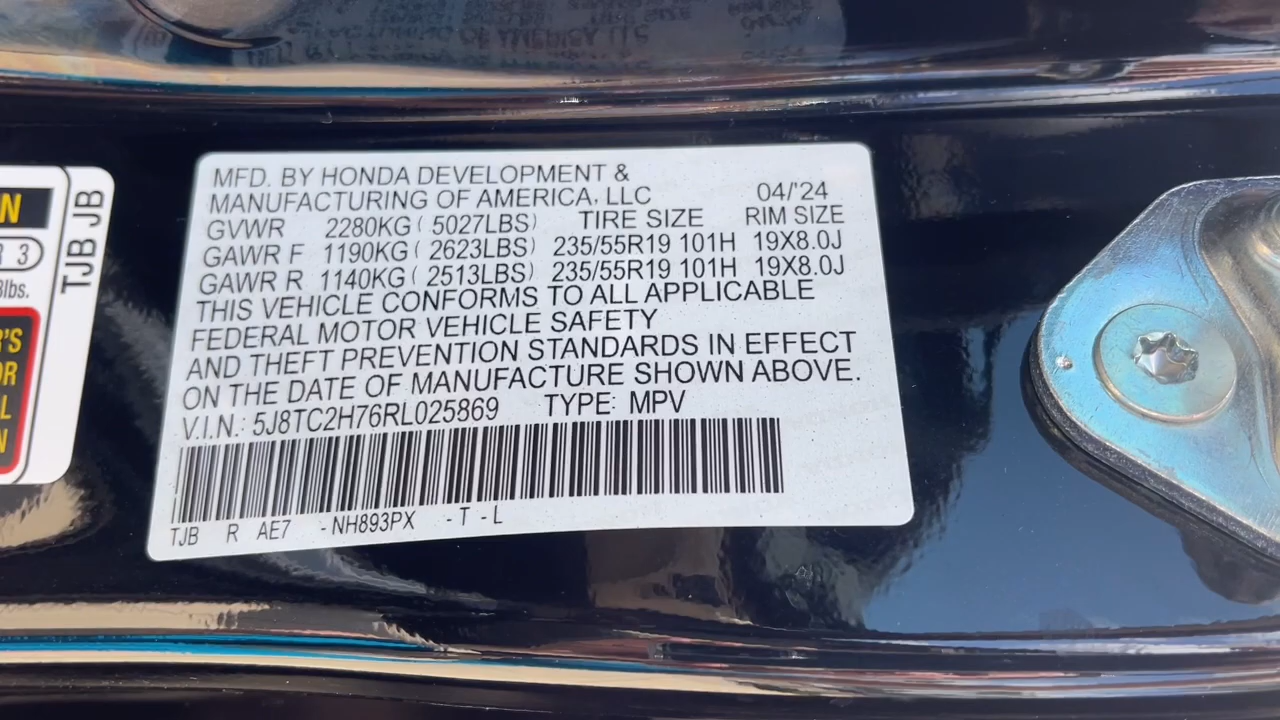 MFD. BY HONDA DEVELOPMENT &
MANUFACTURING OF AMERICA, LLC 04/'24
GVWR 2280KG ( 5027LBS) TIRE SIZE RIM SIZE
GAWR F 1190KG ( 2623LBS) 235/55R19 101H 19X8.0J
GAWR R 1140KG ( 2513LBS) 235/55R19 101H 19X8.0J
THIS VEHICLE CONFORMS TO ALL APPLICABLE
FEDERAL MOTOR VEHICLE SAFETY
AND THEFT PREVENTION STANDARDS IN EFFECT
ON THE DATE OF MANUFACTURE SHOWN ABOVE.
V.I.N.: 5J8TC2H76RL025869 TYPE: MPV
TJB R AE7 -NH893PX -T -L
TJB JB
N
R 3
lbs.
R'S
OR
L
N